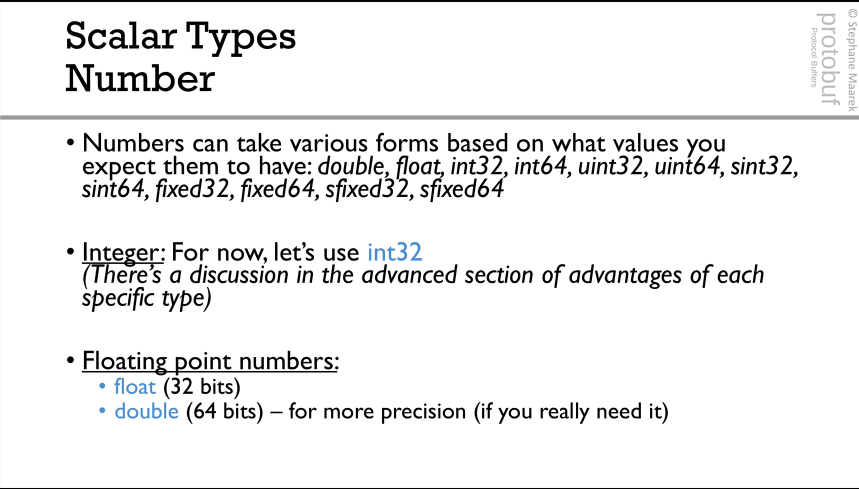 Scalar Types
Number
© Stephane Maarek
protobuf
Protocol Buffers
• Numbers can take various forms based on what values you
expect them to have: double, float, int32, int64, uint32, uint64, sint32,
sint64, fixed32, fixed64, sfixed32, sfixed64
• Integer: For now, let’s use int32
(There’s a discussion in the advanced section of advantages of each
specific type)
• Floating point numbers:
• float (32 bits)
• double (64 bits) – for more precision (if you really need it)